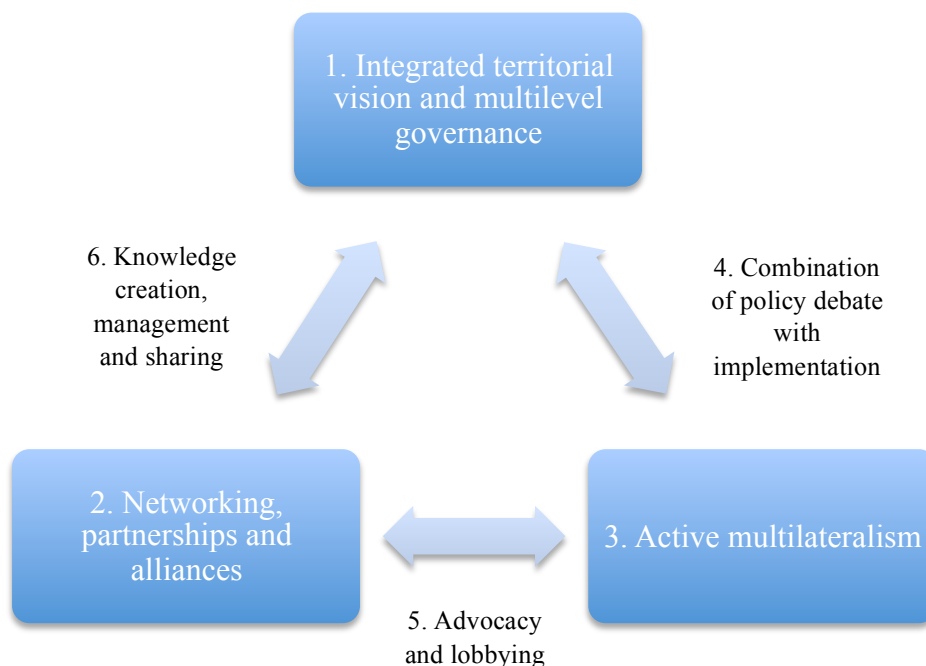 1. Integrated territorial
vision and multilevel
governance
6. Knowledge
creation,
management
and sharing
4. Combination
of policy debate
with
implementation
2. Networking,
partnerships and
alliances
3. Active multilateralism
5. Advocacy
and lobbying